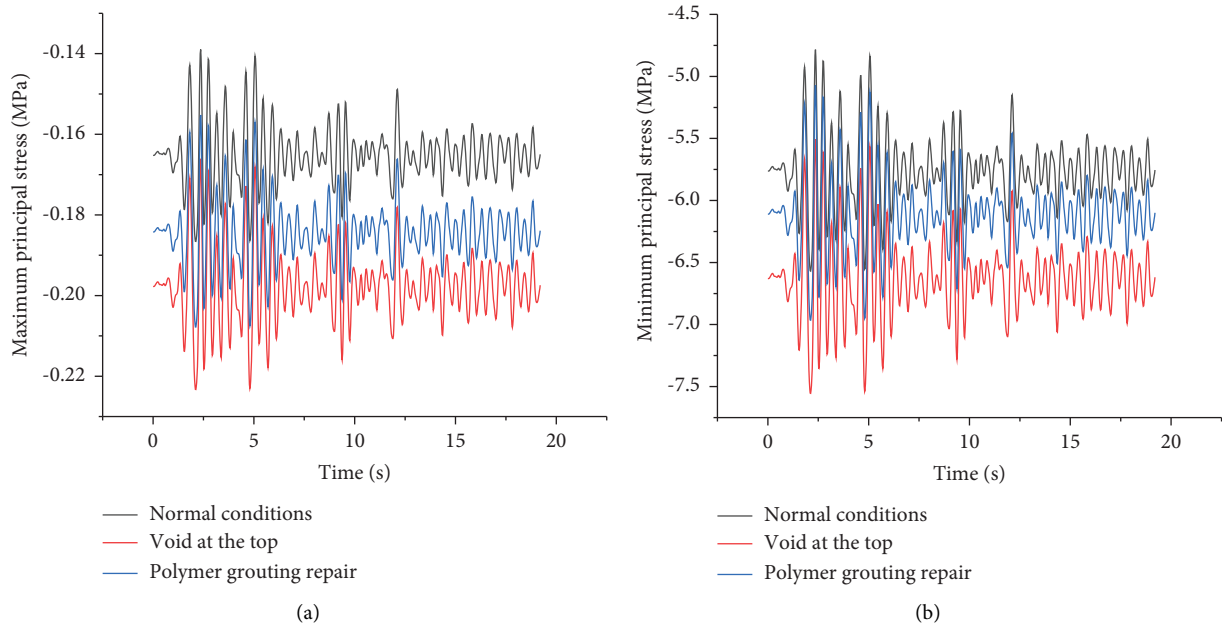 Maximum principal stress (MPa)
-0.14
-0.16
-0.18
-0.20
-0.22
0 5 10 15 20
Time (s)
Normal conditions
Void at the top
Polymer grouting repair
(a)
Minimum principal stress (MPa)
-4.5
-5.0
-5.5
-6.0
-6.5
-7.0
-7.5
0 5 10 15 20
Time (s)
Normal conditions
Void at the top
Polymer grouting repair
(b)